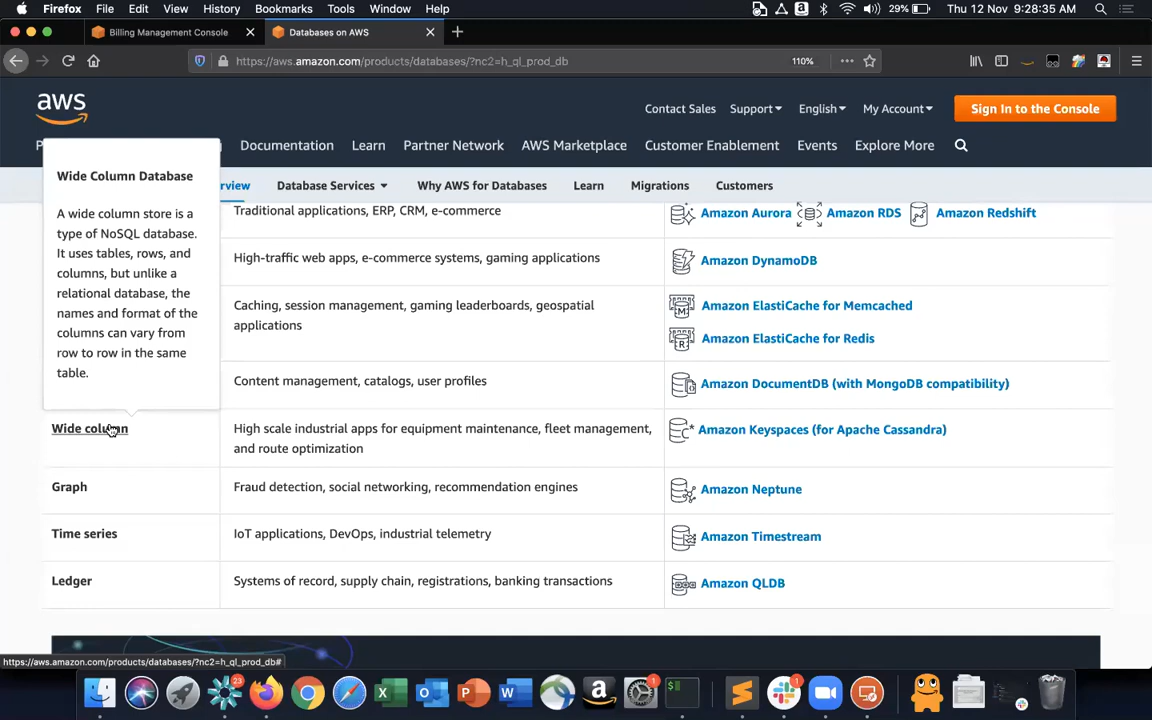 Firefox File Edit View History Bookmarks Tools Window Help
29% Thu 12 Nov 9:28:35 AM
Billing Management Console
Databases on AWS
https://aws.amazon.com/products/databases/?nc2=h_ql_prod_db
110%
aws
Contact Sales Support English My Account Sign In to the Console
P Documentation Learn Partner Network AWS Marketplace Customer Enablement Events Explore More
rview Database Services Why AWS for Databases Learn Migrations Customers
Wide Column Database
A wide column store is a
type of NoSQL database.
It uses tables, rows, and
columns, but unlike a
relational database, the
names and format of the
columns can vary from
row to row in the same
table.
Traditional applications, ERP, CRM, e-commerce
Amazon Aurora Amazon RDS Amazon Redshift
High-traffic web apps, e-commerce systems, gaming applications
Amazon DynamoDB
Caching, session management, gaming leaderboards, geospatial
applications
Amazon ElastiCache for Memcached
Amazon ElastiCache for Redis
Content management, catalogs, user profiles
Amazon DocumentDB (with MongoDB compatibility)
Wide column
High scale industrial apps for equipment maintenance, fleet management,
and route optimization
Amazon Keyspaces (for Apache Cassandra)
Graph
Fraud detection, social networking, recommendation engines
Amazon Neptune
Time series
IoT applications, DevOps, industrial telemetry
Amazon Timestream
Ledger
Systems of record, supply chain, registrations, banking transactions
Amazon QLDB
https://aws.amazon.com/products/databases/?nc2=h_ql_prod_db#
23
1
1